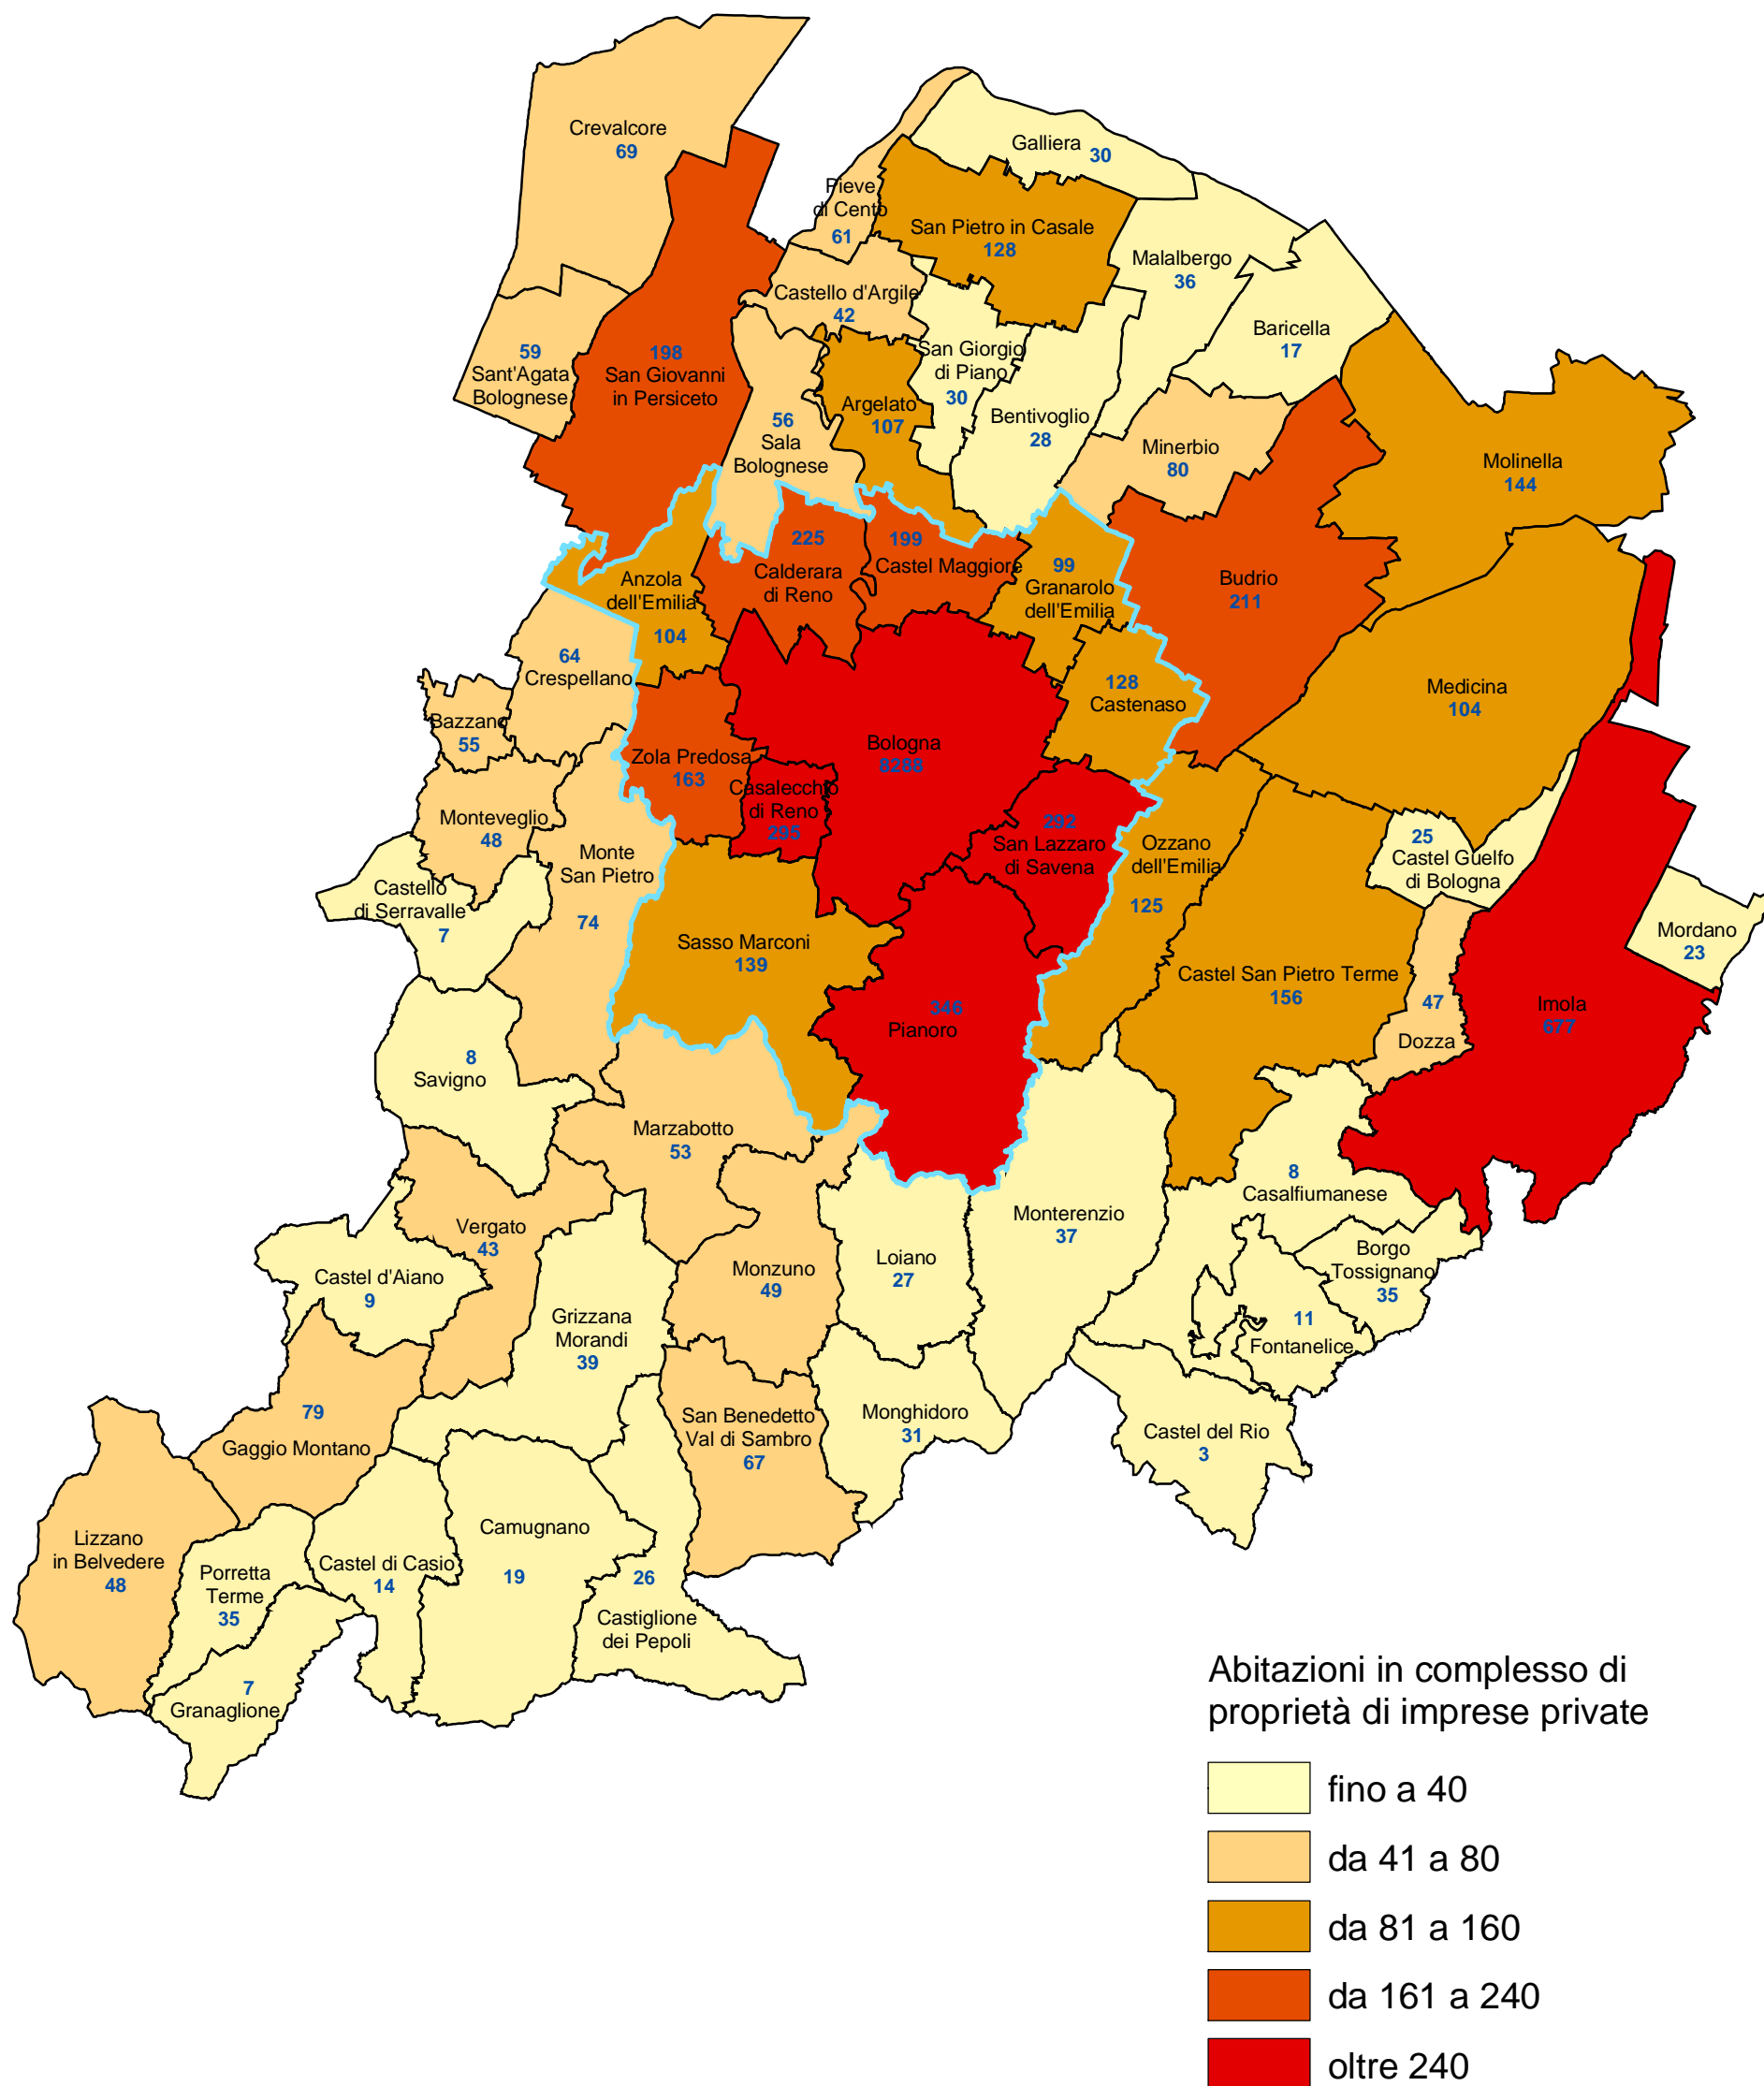 Crevalcore
69
Galliera 30
Pieve
di Cento
61
San Pietro in Casale
128
Malalbergo
36
Castello d'Argile
42
Baricella
17
59
Sant'Agata
Bolognese
198
San Giovanni
in Persiceto
San Giorgio
di Piano
30
Argelato
107
56
Sala
Bolognese
Bentivoglio
28
Minerbio
80
Molinella
144
225
Calderara
di Reno
199
Castel Maggiore
99
Granarolo
dell'Emilia
Budrio
211
Anzola
dell'Emilia
104
64
Crespellano
128
Castenaso
Medicina
104
Bazzano
55
Bologna
8288
Zola Predosa
163
Casalecchio
di Reno
295
292
San Lazzaro
di Savena
Monteveglio
48
Monte
San Pietro
74
Ozzano
dell'Emilia
125
25
Castel Guelfo
di Bologna
Castello
di Serravalle
7
Mordano
23
Sasso Marconi
139
Castel San Pietro Terme
156
47
Dozza
Imola
677
346
Pianoro
8
Savigno
Marzabotto
53
8
Casalfiumanese
Vergato
43
Monterenzio
37
Castel d'Aiano
9
Monzuno
49
Loiano
27
Borgo
Tossignano
35
Grizzana
Morandi
39
11
Fontanelice
79
Gaggio Montano
San Benedetto
Val di Sambro
67
Monghidoro
31
Castel del Rio
3
Lizzano
in Belvedere
48
Porretta
Terme
35
Castel di Casio
14
Camugnano
19
26
Castiglione
dei Pepoli
7
Granaglione
Abitazioni in complesso di
proprietà di imprese private
fino a 40
da 41 a 80
da 81 a 160
da 161 a 240
oltre 240